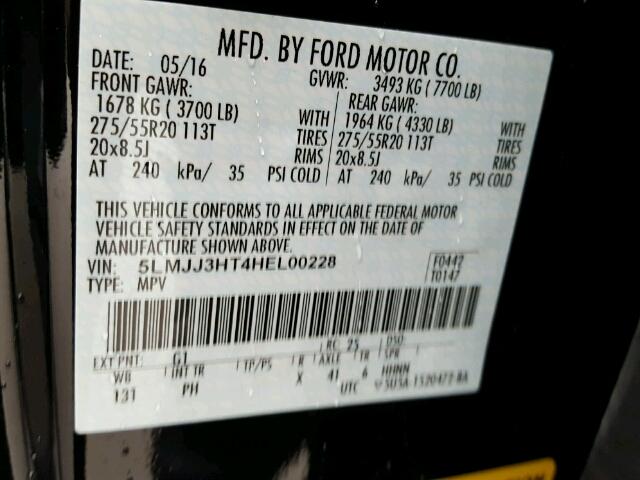 MFD. BY FORD MOTOR CO.
DATE: 05/16 GVWR: 3493 KG (7700 LB)
FRONT GAWR: REAR GAWR:
1678 KG (3700 LB) WITH 1964 KG (4330 LB) WITH
275/55R20 113T TIRES 275/55R20 113T TIRES
20x8.5J RIMS 20x8.5J RIMS
AT 240 kPa/ 35 PSI COLD AT 240 kPa/ 35 PSI COLD
THIS VEHICLE CONFORMS TO ALL APPLICABLE FEDERAL MOTOR
VEHICLE SAFETY STANDARDS IN EFFECT ON THE DATE OF
MANUFACTURE SHOWN ABOVE.
VIN: 5LMJJ3HT4HEL00228 F0442
TYPE: MPV T0147
EXT PNT: G1 RC: 25 DSO:
WB INT TR TP/PS R AXLE TR SPR
131 PH X 41 6 HHNN
UTC